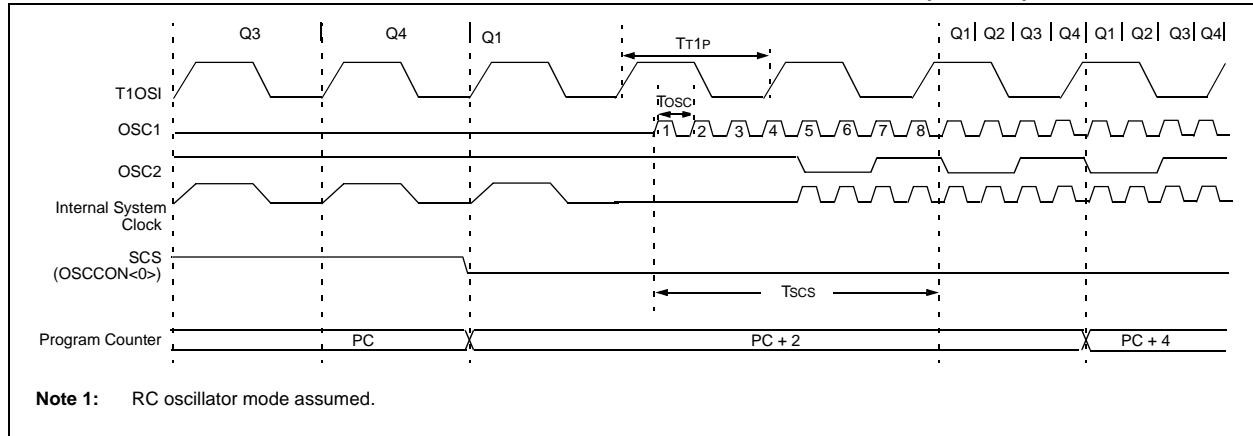 Q3 Q4 Q1 Q1 Q2 Q3 Q4 Q1 Q2 Q3 Q4
TT1P
T1OSI
TOSC
OSC1 1 2 3 4 5 6 7 8
OSC2
Internal System
Clock
SCS
(OSCCON<0>)
TSCS
Program Counter PC PC + 2 PC + 4
Note 1: RC oscillator mode assumed.